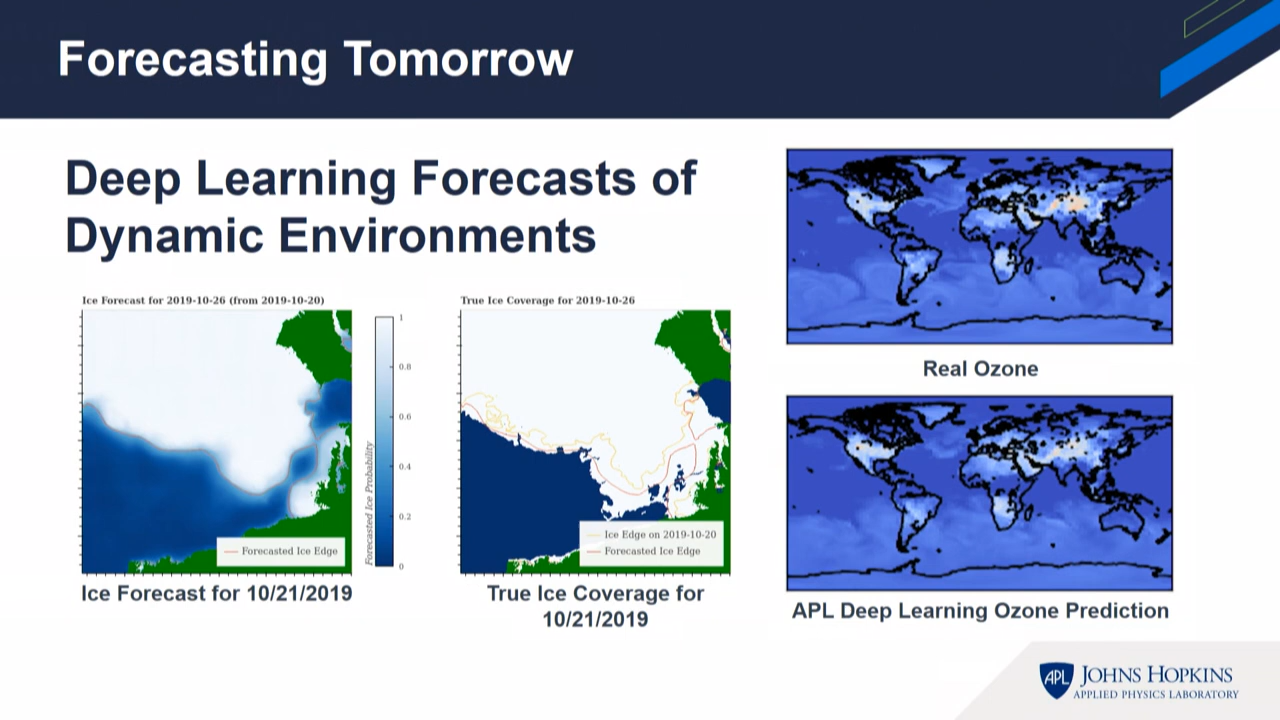 Forecasting Tomorrow
Deep Learning Forecasts of
Dynamic Environments
Ice Forecast for 2019-10-26 (from 2019-10-20)
1
0.8
0.6
0.4
0.2
0
Forecasted Ice Probability
Forecasted Ice Edge
Ice Forecast for 10/21/2019
True Ice Coverage for 2019-10-26
Ice Edge on 2019-10-20
Forecasted Ice Edge
True Ice Coverage for
10/21/2019
Real Ozone
APL Deep Learning Ozone Prediction
APL
JOHNS HOPKINS
APPLIED PHYSICS LABORATORY